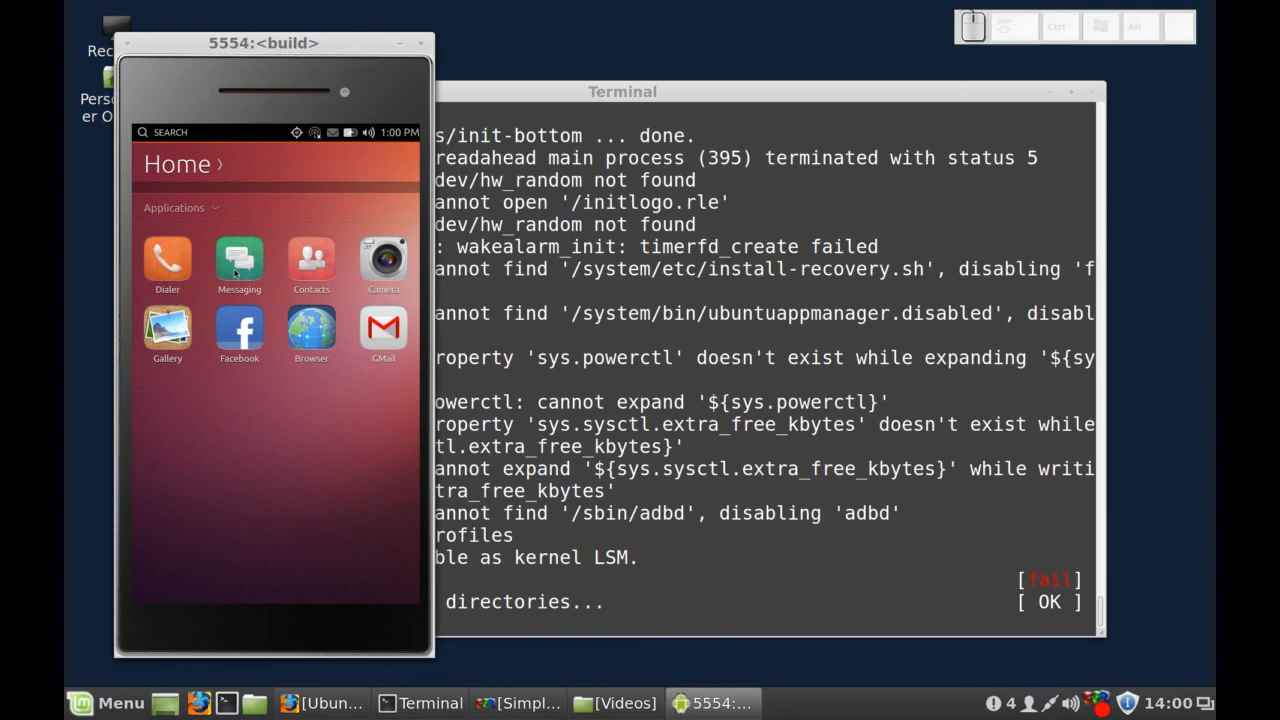 Ctrl
Alt
Rec
Perso
er O
5554:<build>
SEARCH
1:00 PM
Home ›
Applications
Dialer
Messaging
Contacts
Camera
Gallery
Facebook
Browser
GMail
Terminal
s/init-bottom ... done.
readahead main process (395) terminated with status 5
dev/hw_random not found
annot open '/initlogo.rle'
dev/hw_random not found
: wakealarm_init: timerfd_create failed
annot find '/system/etc/install-recovery.sh', disabling 'f
annot find '/system/bin/ubuntuappmanager.disabled', disabl
roperty 'sys.powerctl' doesn't exist while expanding '${sy
owerctl: cannot expand '${sys.powerctl}'
roperty 'sys.sysctl.extra_free_kbytes' doesn't exist while
tl.extra_free_kbytes}'
annot expand '${sys.sysctl.extra_free_kbytes}' while writi
tra_free_kbytes'
annot find '/sbin/adbd', disabling 'adbd'
rofiles
ble as kernel LSM.
[fail]
directories... [ OK ]
Menu
[Ubun...
Terminal
[Simpl...
[Videos]
5554:...
4
14:00